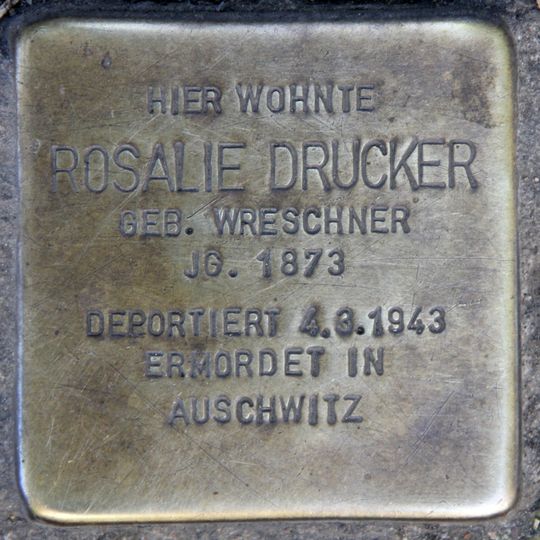 HIER WOHNTE
ROSALIE DRUCKER
GEB. WRESCHNER
JG. 1873
DEPORTIERT 4.3.1943
ERMORDET IN
AUSCHWITZ